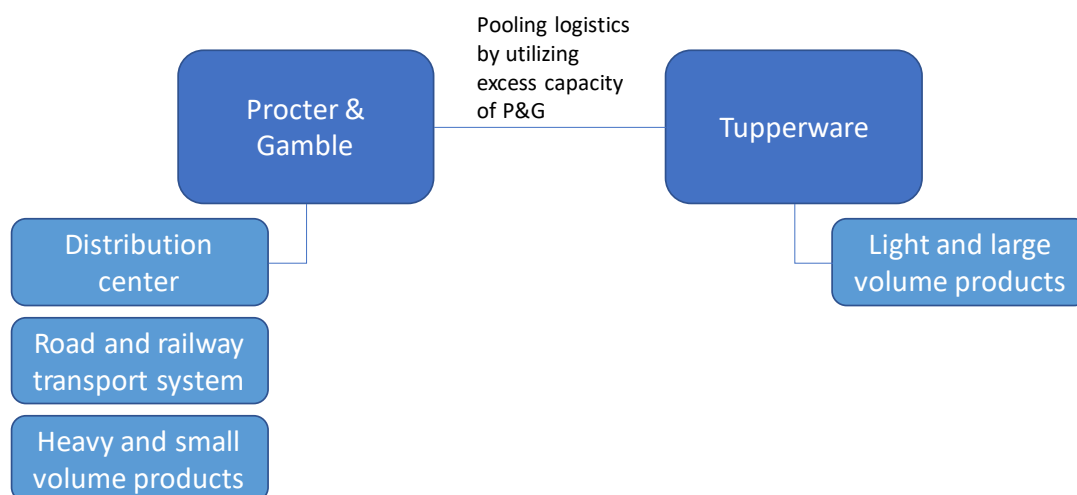 Pooling logistics
by utilizing
excess capacity
of P&G
Procter &
Gamble
Tupperware
Distribution
center
Light and large
volume products
Road and railway
transport system
Heavy and small
volume products